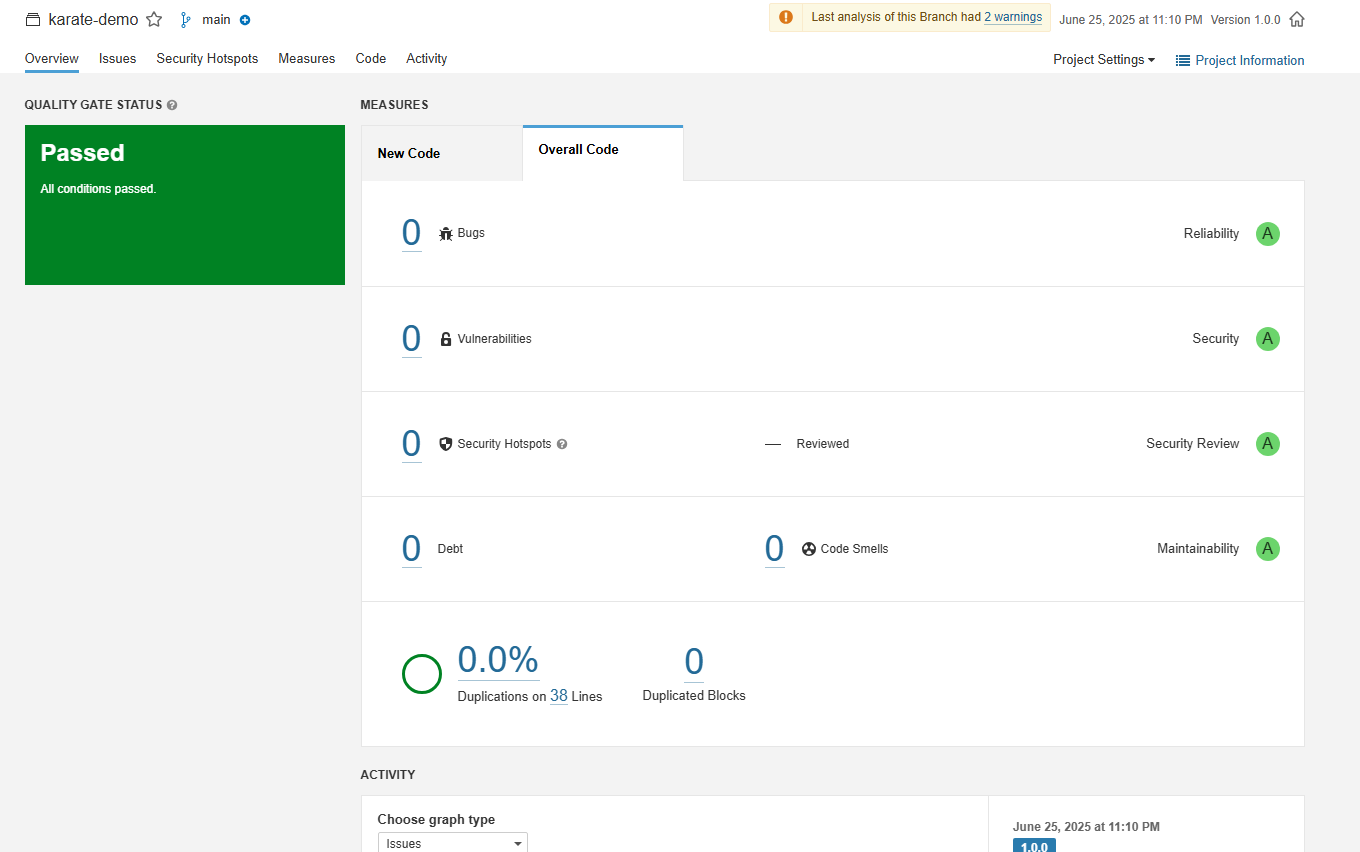 karate-demo main
Last analysis of this Branch had 2 warnings
June 25, 2025 at 11:10 PM Version 1.0.0
Overview Issues Security Hotspots Measures Code Activity
Project Settings Project Information
QUALITY GATE STATUS
Passed
All conditions passed.
MEASURES
New Code
Overall Code
0 Bugs Reliability A
0 Vulnerabilities Security A
0 Security Hotspots — Reviewed Security Review A
0 Debt 0 Code Smells Maintainability A
0.0% 0
Duplications on 38 Lines Duplicated Blocks
ACTIVITY
Choose graph type
Issues
June 25, 2025 at 11:10 PM
1.0.0